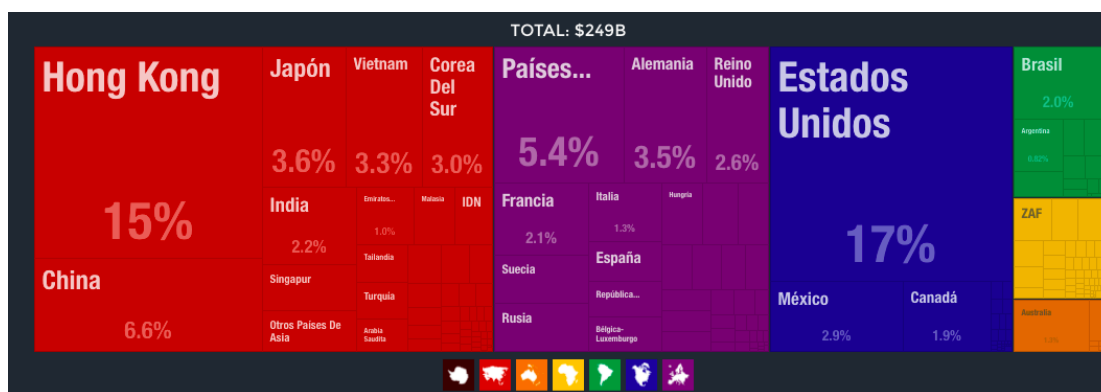 TOTAL: $249B
Hong Kong
15%
China
6.6%
Japón
3.6%
Vietnam
3.3%
Corea
Del
Sur
3.0%
India
2.2%
Singapur
Otros Países De
Asia
Emiratos...
1.0%
Malasia
IDN
Tailandia
Turquía
Arabia
Saudita
Países...
5.4%
Alemania
3.5%
Reino
Unido
2.6%
Francia
2.1%
Suecia
Rusia
Italia
1.3%
Hungría
España
República...
Bélgica-
Luxemburgo
Estados
Unidos
17%
México
2.9%
Canadá
1.9%
Brasil
2.0%
Argentina
0.82%
ZAF
Australia